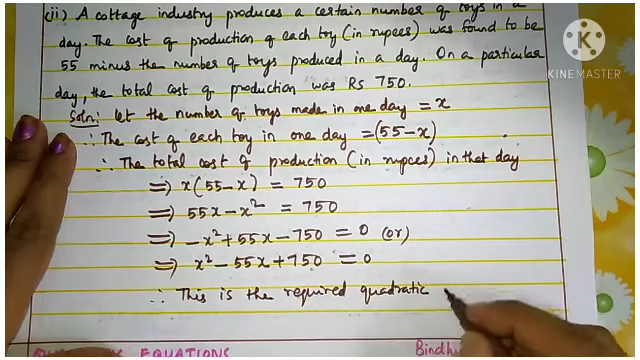 (ii) A cottage industry produces a certain number of toys in a
day. The cost of production of each toy (in rupees) was found to be
55 minus the number of toys produced in a day. On a particular
day, the total cost of production was Rs 750.
Soln: let the number of toys made in one day = x
∴ The cost of each toy in one day = (55-x)
∴ The total cost of production (in rupees) in that day
⇒ x(55-x) = 750
⇒ 55x-x² = 750
⇒ -x²+55x-750 = 0 (or)
⇒ x²-55x+750 = 0
∴ This is the required quadratic
EQUATIONS
Bindhu
K
KINEMASTER